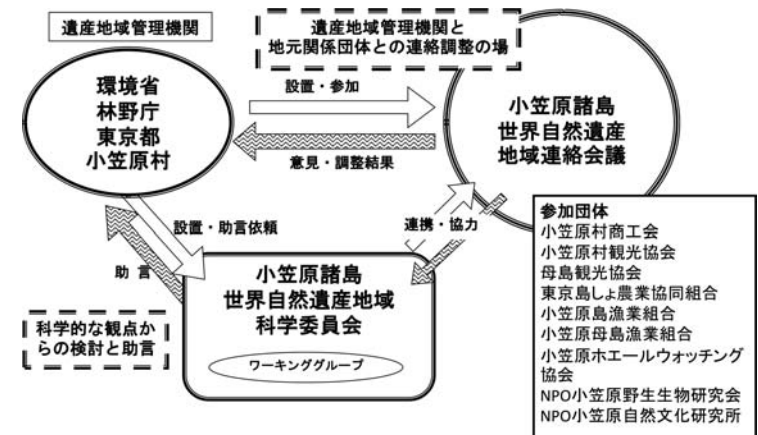 遺産地域管理機関
遺産地域管理機関と
地元関係団体との連絡調整の場
環境省
林野庁
東京都
小笠原村
設置・参加
意見・調整結果
小笠原諸島
世界自然遺産
地域連絡会議
設置・助言依頼
助言
連携・協力
小笠原諸島
世界自然遺産地域
科学委員会
ワーキンググループ
科学的な観点か
らの検討と助言
参加団体
小笠原村商工会
小笠原村観光協会
母島観光協会
東京島しょ農業協同組合
小笠原島漁業組合
小笠原母島漁業組合
小笠原ホエールウォッチング
協会
NPO小笠原野生生物研究会
NPO小笠原自然文化研究所